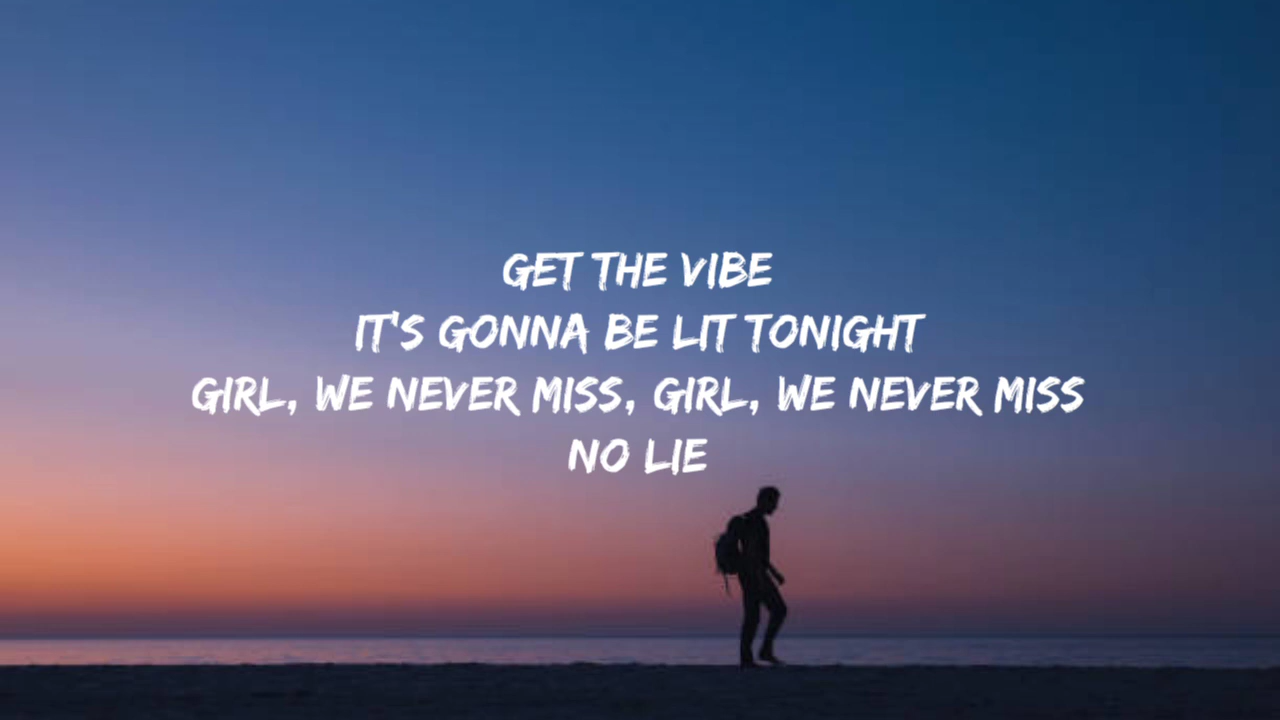 GET THE VIBE
IT'S GONNA BE LIT TONIGHT
GIRL, WE NEVER MISS, GIRL, WE NEVER MISS
NO LIE